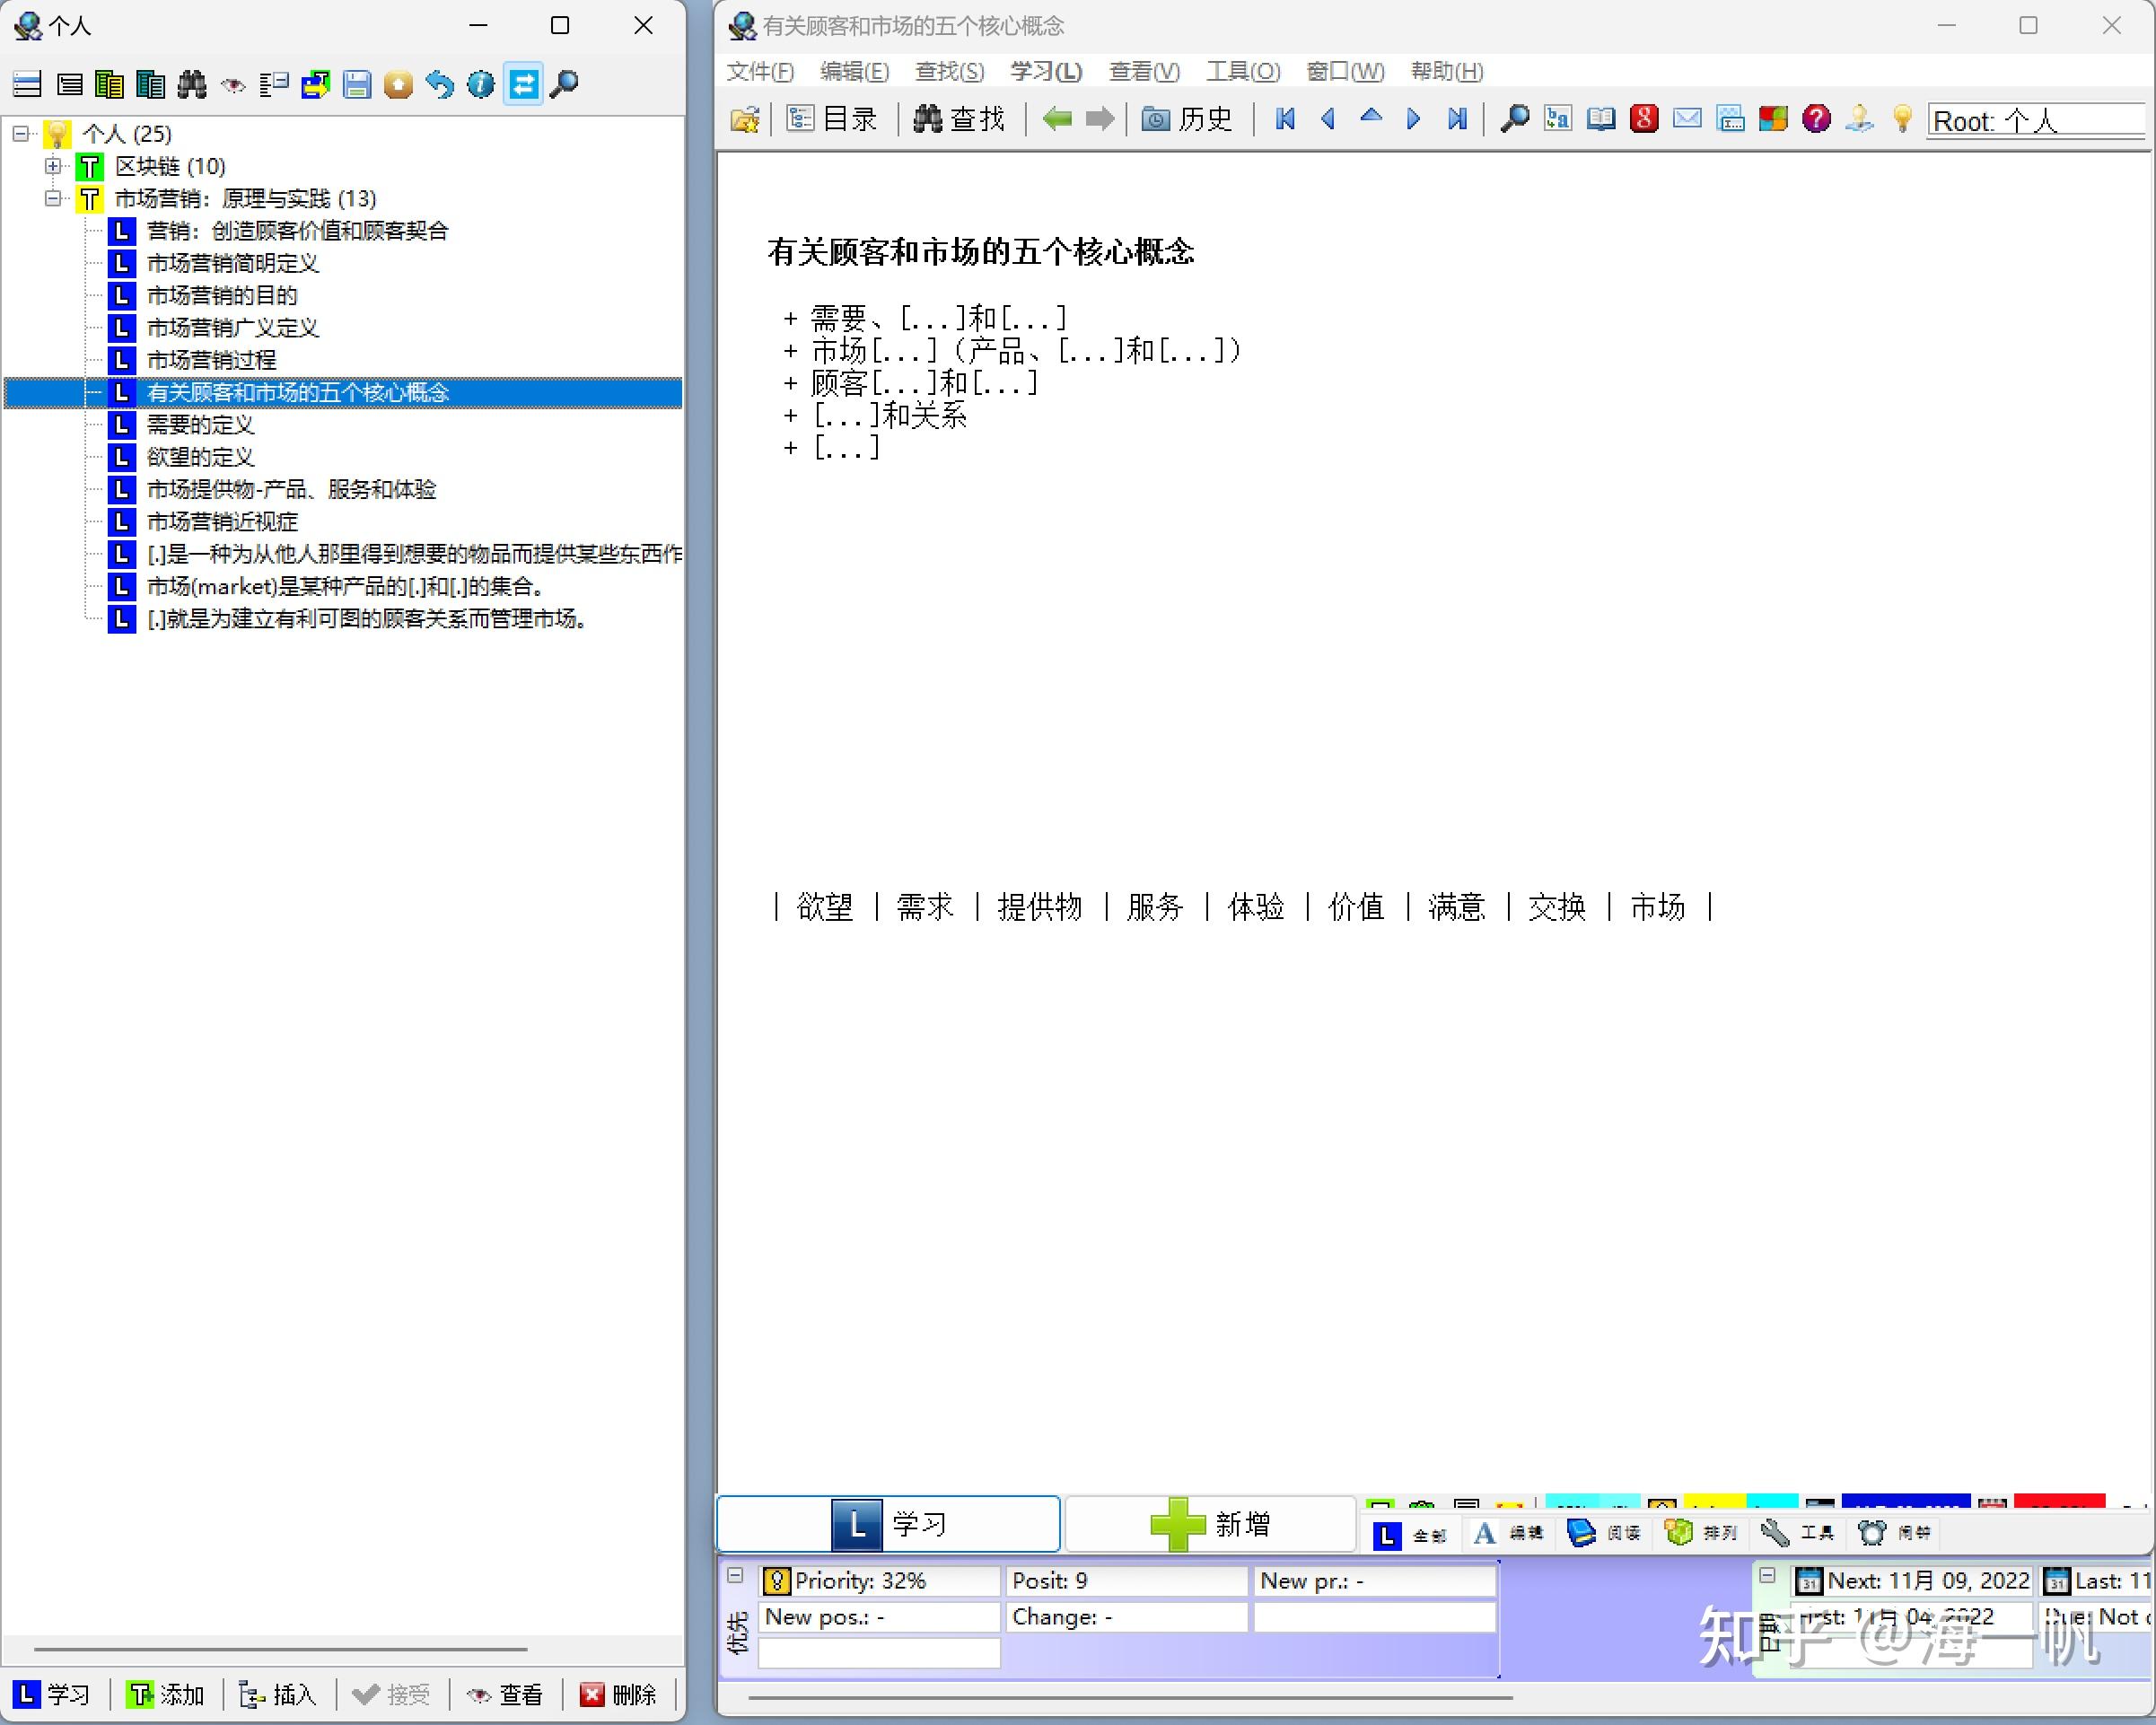 个人
个人 (25)
区块链 (10)
市场营销：原理与实践 (13)
营销：创造顾客价值和顾客契合
市场营销简明定义
市场营销的目的
市场营销广义定义
市场营销过程
有关顾客和市场的五个核心概念
需要的定义
欲望的定义
市场提供物-产品、服务和体验
市场营销近视症
[.]是一种为从他人那里得到想要的物品而提供某些东西作
市场(market)是某种产品的[.]和[.]的集合。
[.]就是为建立有利可图的顾客关系而管理市场。
学习 添加 插入 接受 查看 删除
有关顾客和市场的五个核心概念
文件(F) 编辑(E) 查找(S) 学习(L) 查看(V) 工具(O) 窗口(W) 帮助(H)
目录 查找 历史 Root: 个人
有关顾客和市场的五个核心概念
+ 需要、[...]和[...]
+ 市场[...]（产品、[...]和[...]）
+ 顾客[...]和[...]
+ [...]和关系
+ [...]
| 欲望 | 需求 | 提供物 | 服务 | 体验 | 价值 | 满意 | 交换 | 市场 |
学习 新增 全部 编辑 阅读 排列 工具 闹钟
优先
Priority: 32% Posit: 9 New pr.: -
New pos.: - Change: -
日期
Next: 11月 09, 2022 Last: 11
First: 11月 04, 2022 Due: Not
知乎 @海一帆